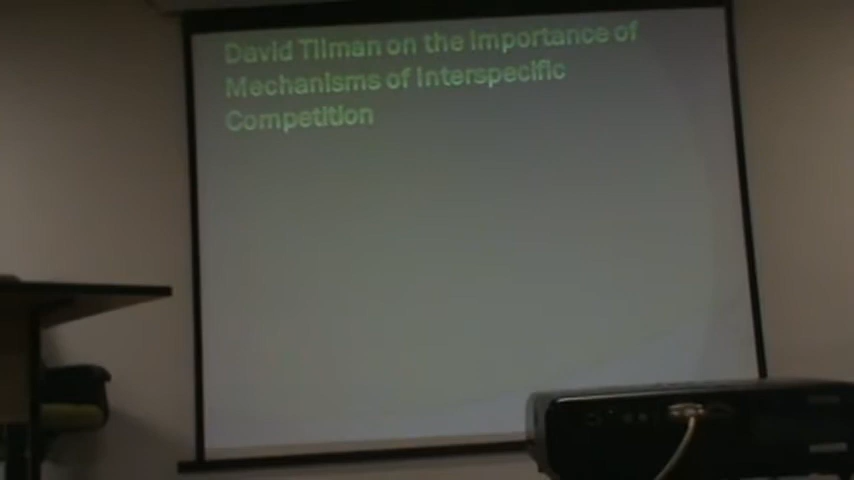 David Tilman on the Importance of
Mechanisms of Interspecific
Competition